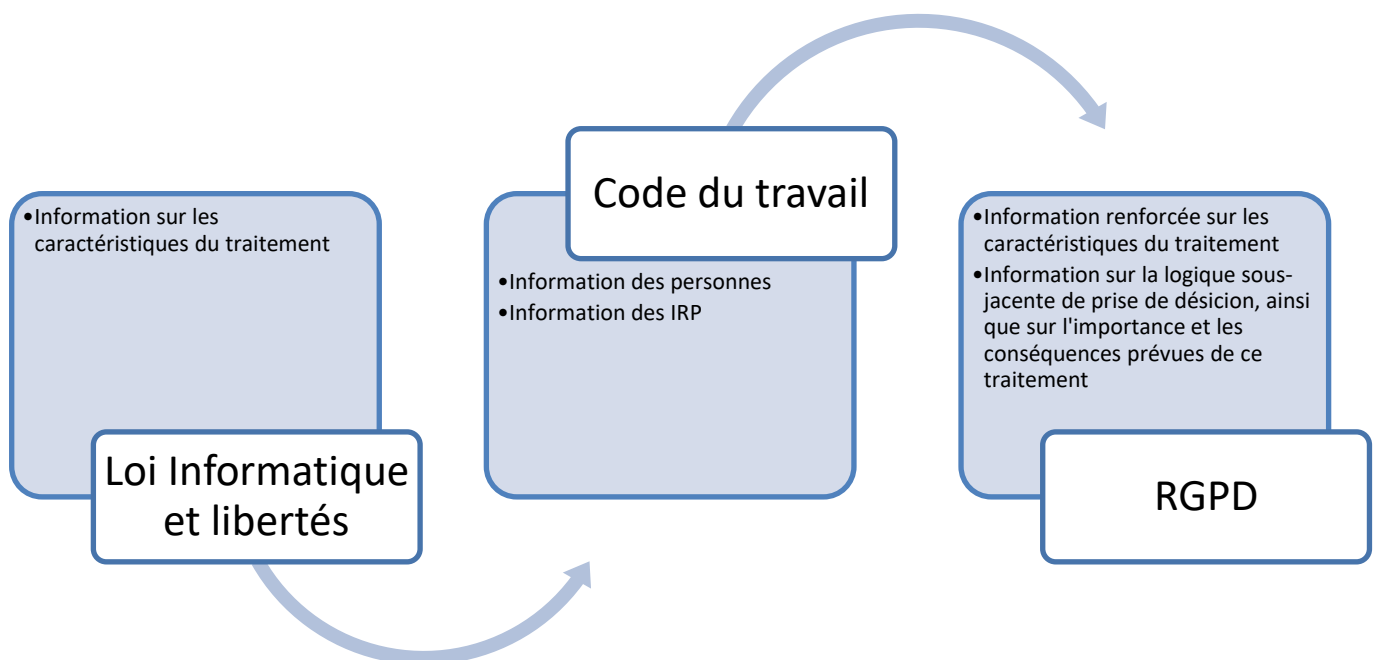 •Information sur les
caractéristiques du traitement
Loi Informatique
et libertés
Code du travail
•Information des personnes
•Information des IRP
•Information renforcée sur les
caractéristiques du traitement
•Information sur la logique sous-
jacente de prise de désicion, ainsi
que sur l'importance et les
conséquences prévues de ce
traitement
RGPD